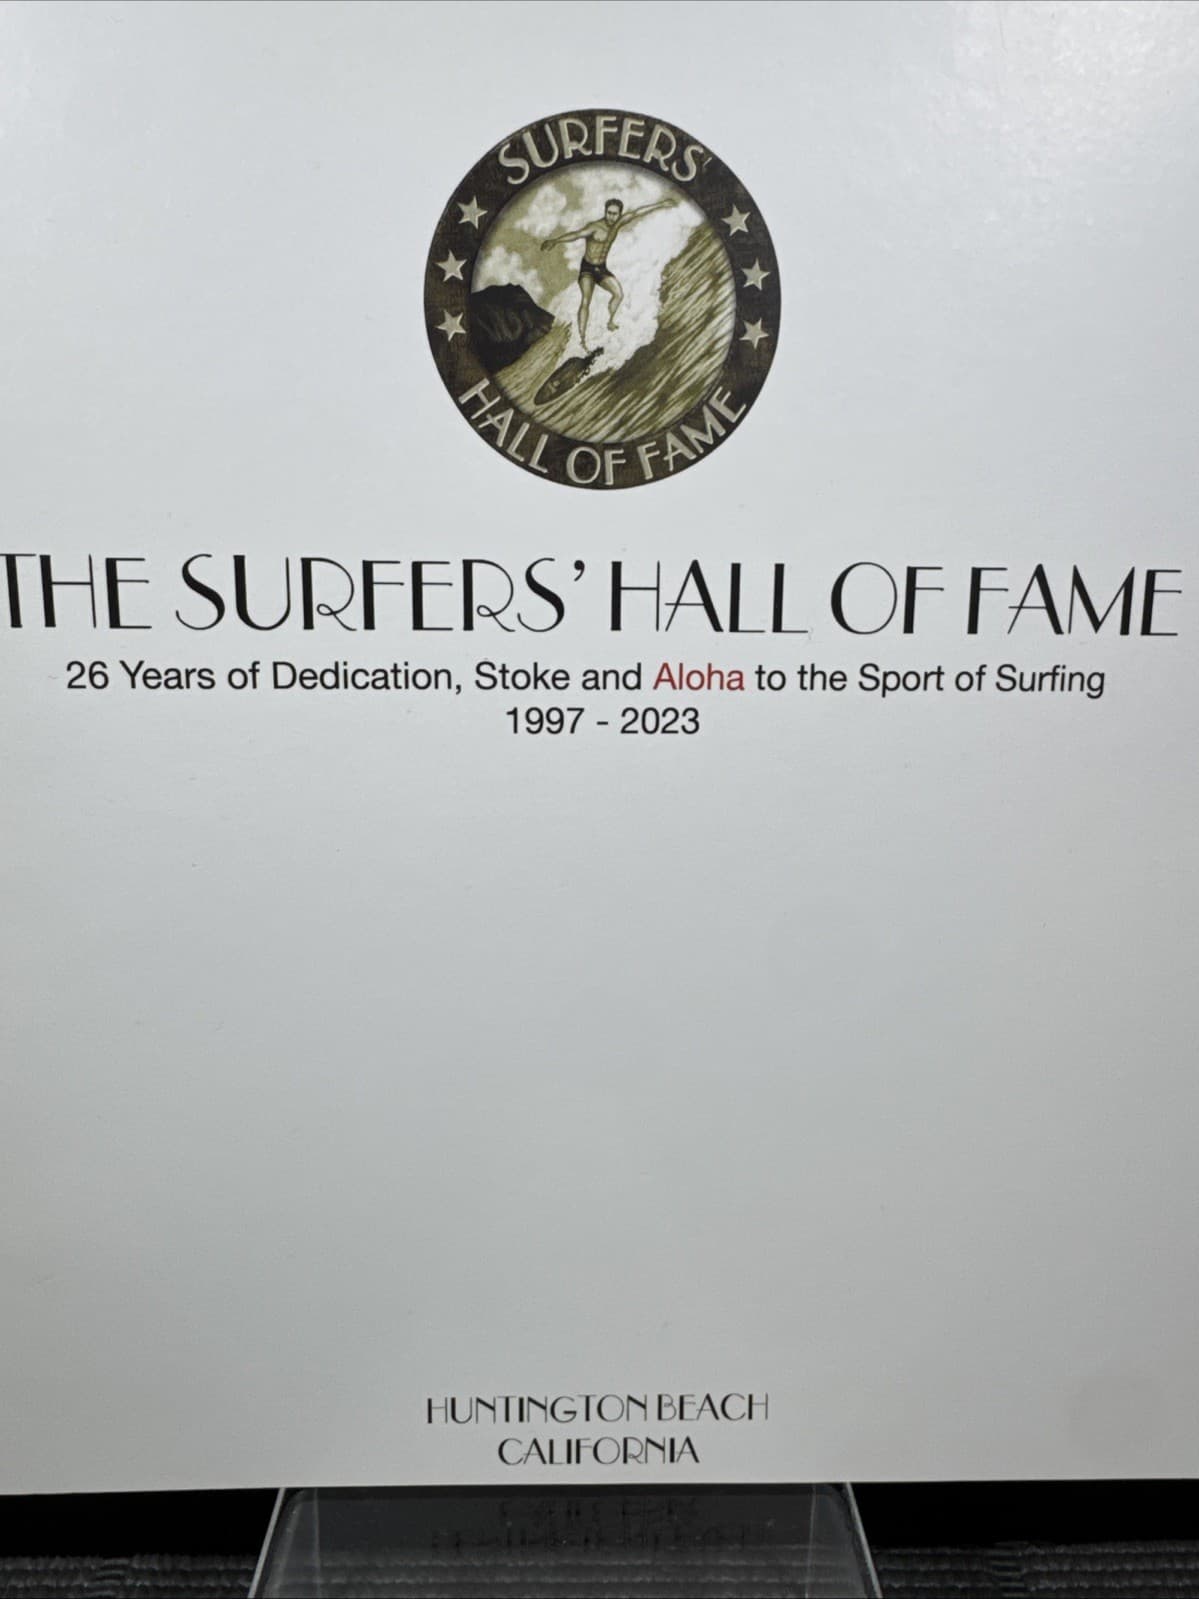 SURFERS'
HALL OF FAME
THE SURFERS' HALL OF FAME
26 Years of Dedication, Stoke and Aloha to the Sport of Surfing
1997 - 2023
HUNTINGTON BEACH
CALIFORNIA